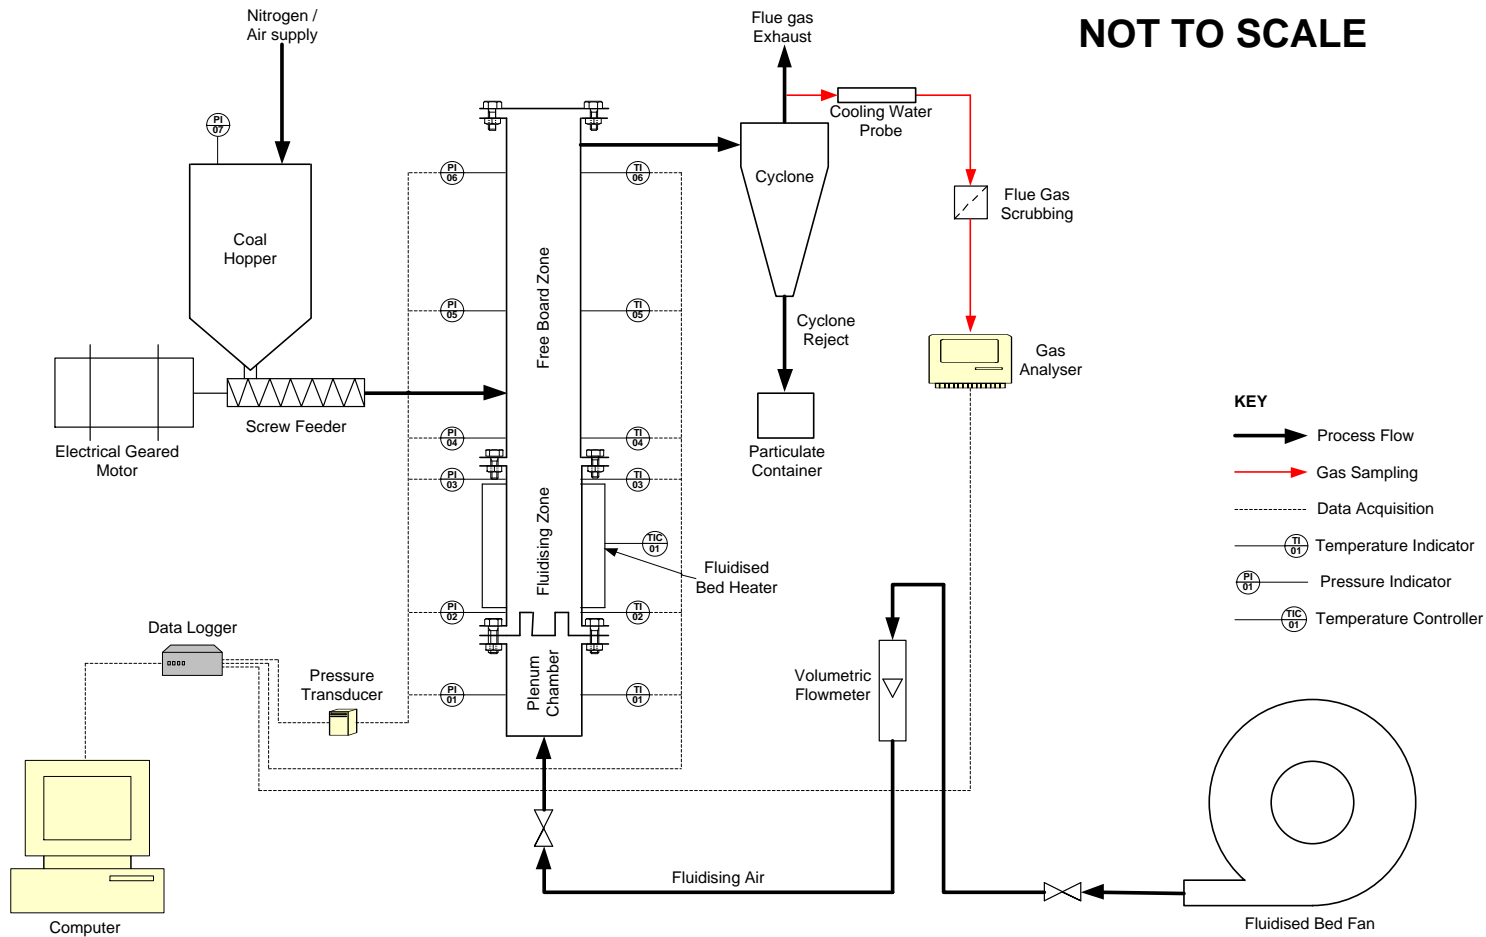 NOT TO SCALE
Nitrogen /
Air supply
Flue gas
Exhaust
PI
07
Cooling Water
Probe
PI
06
TI
06
Cyclone
Flue Gas
Scrubbing
Coal
Hopper
Free Board Zone
PI
05
TI
05
Cyclone
Reject
Gas
Analyser
Screw Feeder
Electrical Geared
Motor
PI
04
TI
04
Particulate
Container
PI
03
TI
03
Fluidising Zone
TIC
01
Fluidised
Bed Heater
PI
02
TI
02
KEY
Process Flow
Gas Sampling
Data Acquisition
TI
01
Temperature Indicator
PI
01
Pressure Indicator
TIC
01
Temperature Controller
Data Logger
Pressure
Transducer
PI
01
Plenum
Chamber
TI
01
Volumetric
Flowmeter
Fluidising Air
Computer
Fluidised Bed Fan